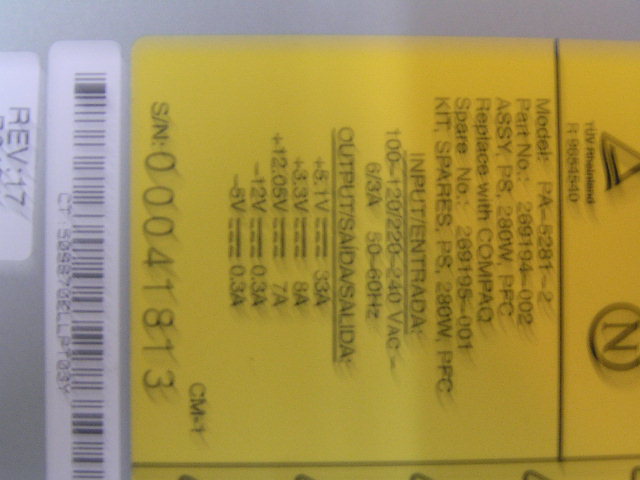 TÜV Rheinland
N
Model: PA-5281-2
Part No.: 269194-002
ASSY, PS, 280W, PFC
Replace with COMPAQ
Spare No.: 269195-001
KIT, SPARES, PS, 280W, PFC
INPUT/ENTRADA:
100-120/220-240 VAC ~
6/3A 50-60Hz
OUTPUT/SAIDA/SALIDA:
+5.1V 33A
+3.3V 8A
+12.05V 7A
-12V 0.3A
-5V 0.3A
CM-1
S/N: 00041813
REV:17